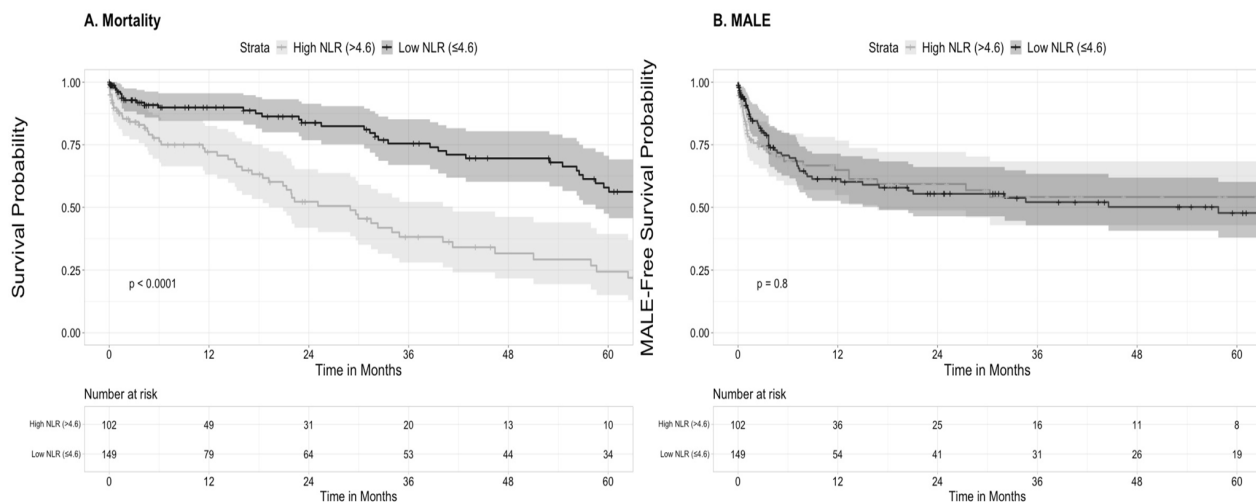 A. Mortality
Strata High NLR (>4.6) Low NLR (≤4.6)
Survival Probability
1.00
0.75
0.50
0.25
0.00
p < 0.0001
0 12 24 36 48 60
Time in Months
Number at risk
High NLR (>4.6) 102 49 31 20 13 10
Low NLR (≤4.6) 149 79 64 53 44 34
0 12 24 36 48 60
Time in Months
B. MALE
Strata High NLR (>4.6) Low NLR (≤4.6)
MALE-Free Survival Probability
1.00
0.75
0.50
0.25
0.00
p = 0.8
0 12 24 36 48 60
Time in Months
Number at risk
High NLR (>4.6) 102 36 25 16 11 8
Low NLR (≤4.6) 149 54 41 31 26 19
0 12 24 36 48 60
Time in Months